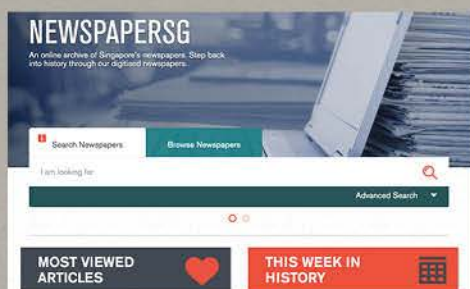 NEWSPAPERSG
An online archive of Singapore's newspapers. Step back
into history through our digitised newspapers.
Search Newspapers
Browse Newspapers
I am looking for
Advanced Search
MOST VIEWED
ARTICLES
THIS WEEK IN
HISTORY